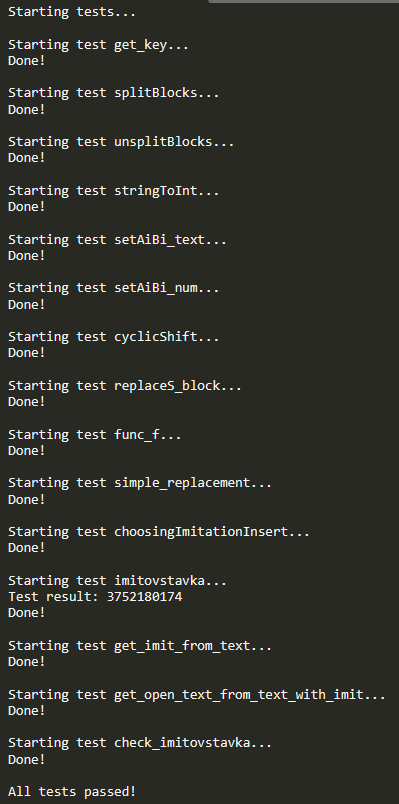 Starting tests...
Starting test get_key...
Done!
Starting test splitBlocks...
Done!
Starting test unsplitBlocks...
Done!
Starting test stringToInt...
Done!
Starting test setAiBi_text...
Done!
Starting test setAiBi_num...
Done!
Starting test cyclicShift...
Done!
Starting test replaceS_block...
Done!
Starting test func_f...
Done!
Starting test simple_replacement...
Done!
Starting test choosingImitationInsert...
Done!
Starting test imitovstavka...
Test result: 3752180174
Done!
Starting test get_imit_from_text...
Done!
Starting test get_open_text_from_text_with_imit...
Done!
Starting test check_imitovstavka...
Done!
All tests passed!